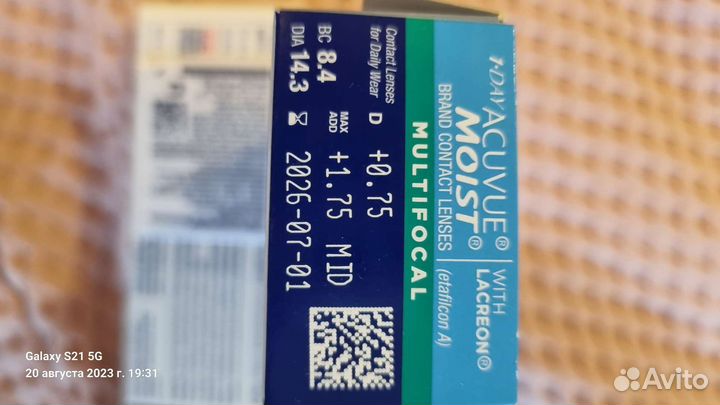 1·DAY ACUVUE®
MOIST®
WITH
LACREON®
BRAND CONTACT LENSES
(etafilcon A)
MULTIFOCAL
Contact Lenses
for Daily Wear
D +0.75
BC 8.4
MAX
ADD
+1.75 MID
DIA 14.3
2026-07-01
Galaxy S21 5G
20 августа 2023 г. 19:31
Avito